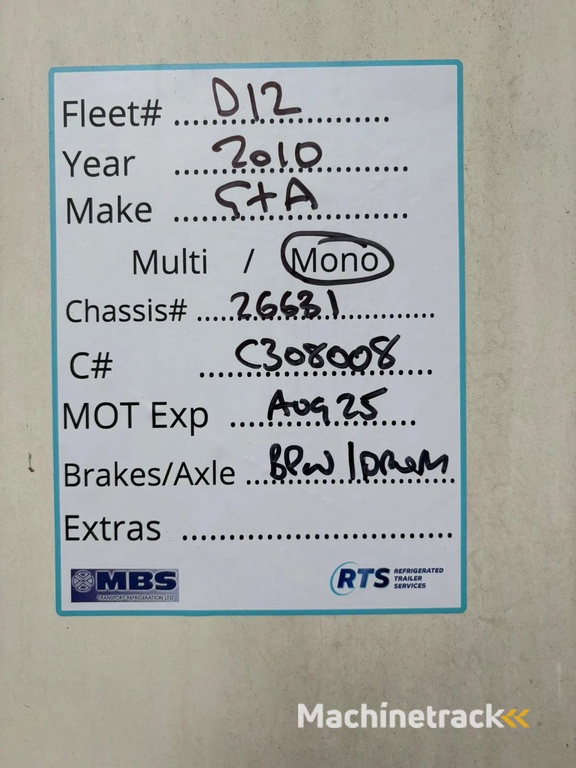 Fleet# ... D12
Year ... 2010
Make ... G+A
Multi / Mono
Chassis# ... 26631
C# ... C308008
MOT Exp ... Aug 25
Brakes/Axle ... BPW / DRUM
Extras ...
MBS
TRANSPORT REFRIGERATION LTD
RTS REFRIGERATED TRAILER SERVICES
Machinetrack